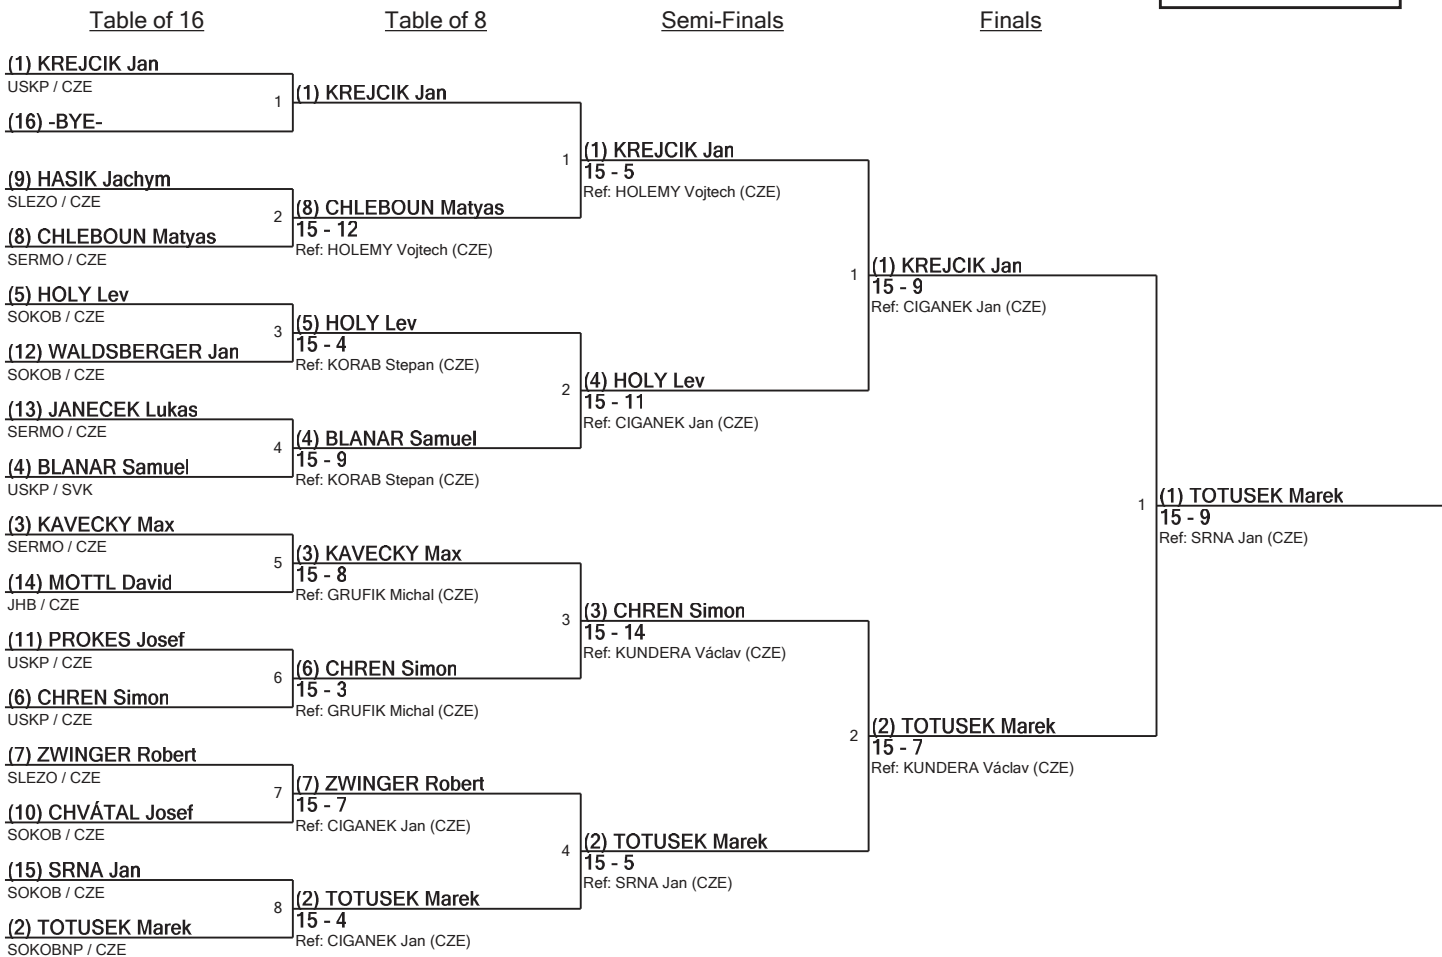 Table of 16
Table of 8
Semi-Finals
Finals
(1) KREJCIK Jan
USKP / CZE
1
(16) -BYE-
(9) HASIK Jachym
SLEZO / CZE
2
(8) CHLEBOUN Matyas
SERMO / CZE
(5) HOLY Lev
SOKOB / CZE
3
(12) WALDSBERGER Jan
SOKOB / CZE
(13) JANECEK Lukas
SERMO / CZE
4
(4) BLANAR Samuel
USKP / SVK
(3) KAVECKY Max
SERMO / CZE
5
(14) MOTTL David
JHB / CZE
(11) PROKES Josef
USKP / CZE
6
(6) CHREN Simon
USKP / CZE
(7) ZWINGER Robert
SLEZO / CZE
7
(10) CHVÁTAL Josef
SOKOB / CZE
(15) SRNA Jan
SOKOB / CZE
8
(2) TOTUSEK Marek
SOKOBNP / CZE
(1) KREJCIK Jan
1
(8) CHLEBOUN Matyas
15 - 12
Ref: HOLEMY Vojtech (CZE)
(5) HOLY Lev
15 - 4
Ref: KORAB Stepan (CZE)
2
(4) BLANAR Samuel
15 - 9
Ref: KORAB Stepan (CZE)
(3) KAVECKY Max
15 - 8
Ref: GRUFIK Michal (CZE)
3
(6) CHREN Simon
15 - 3
Ref: GRUFIK Michal (CZE)
(7) ZWINGER Robert
15 - 7
Ref: CIGANEK Jan (CZE)
4
(2) TOTUSEK Marek
15 - 4
Ref: CIGANEK Jan (CZE)
(1) KREJCIK Jan
15 - 5
Ref: HOLEMY Vojtech (CZE)
1
(4) HOLY Lev
15 - 11
Ref: CIGANEK Jan (CZE)
(3) CHREN Simon
15 - 14
Ref: KUNDERA Václav (CZE)
2
(2) TOTUSEK Marek
15 - 5
Ref: SRNA Jan (CZE)
(1) KREJCIK Jan
15 - 9
Ref: CIGANEK Jan (CZE)
1
(2) TOTUSEK Marek
15 - 7
Ref: KUNDERA Václav (CZE)
(1) TOTUSEK Marek
15 - 9
Ref: SRNA Jan (CZE)